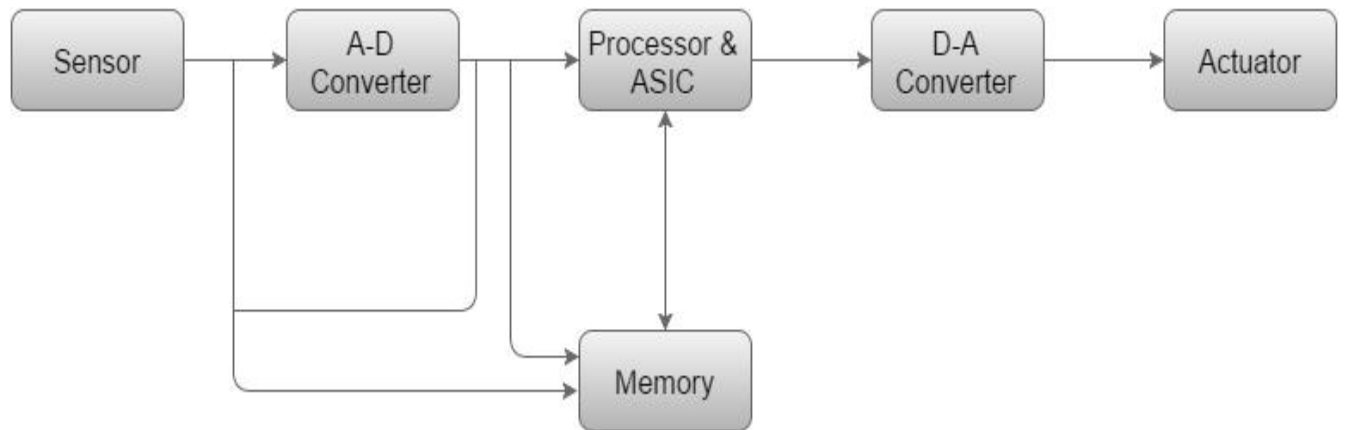 Sensor
A-D
Converter
Processor &
ASIC
D-A
Converter
Actuator
Memory